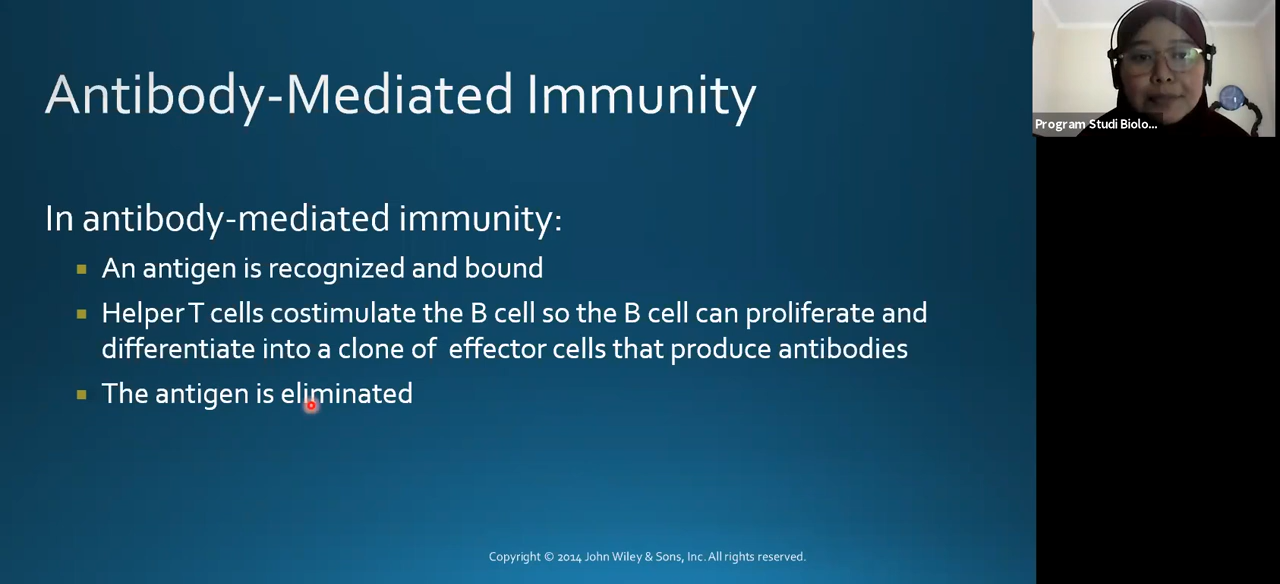 Antibody-Mediated Immunity
Program Studi Biolo...
In antibody-mediated immunity:
An antigen is recognized and bound
Helper T cells costimulate the B cell so the B cell can proliferate and
differentiate into a clone of effector cells that produce antibodies
The antigen is eliminated
Copyright © 2014 John Wiley & Sons, Inc. All rights reserved.